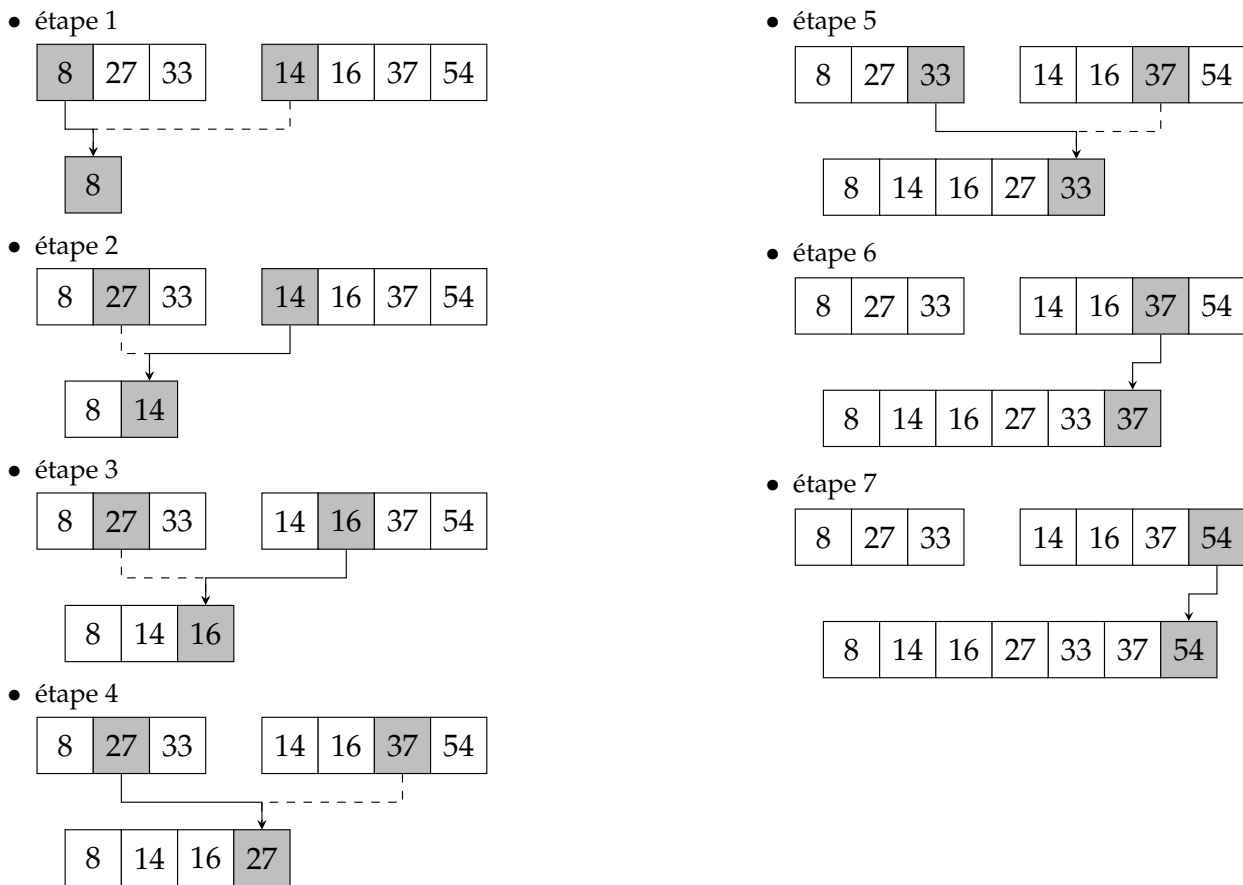 • étape 1
8 27 33 14 16 37 54
8
• étape 2
8 27 33 14 16 37 54
8 14
• étape 3
8 27 33 14 16 37 54
8 14 16
• étape 4
8 27 33 14 16 37 54
8 14 16 27
• étape 5
8 27 33 14 16 37 54
8 14 16 27 33
• étape 6
8 27 33 14 16 37 54
8 14 16 27 33 37
• étape 7
8 27 33 14 16 37 54
8 14 16 27 33 37 54